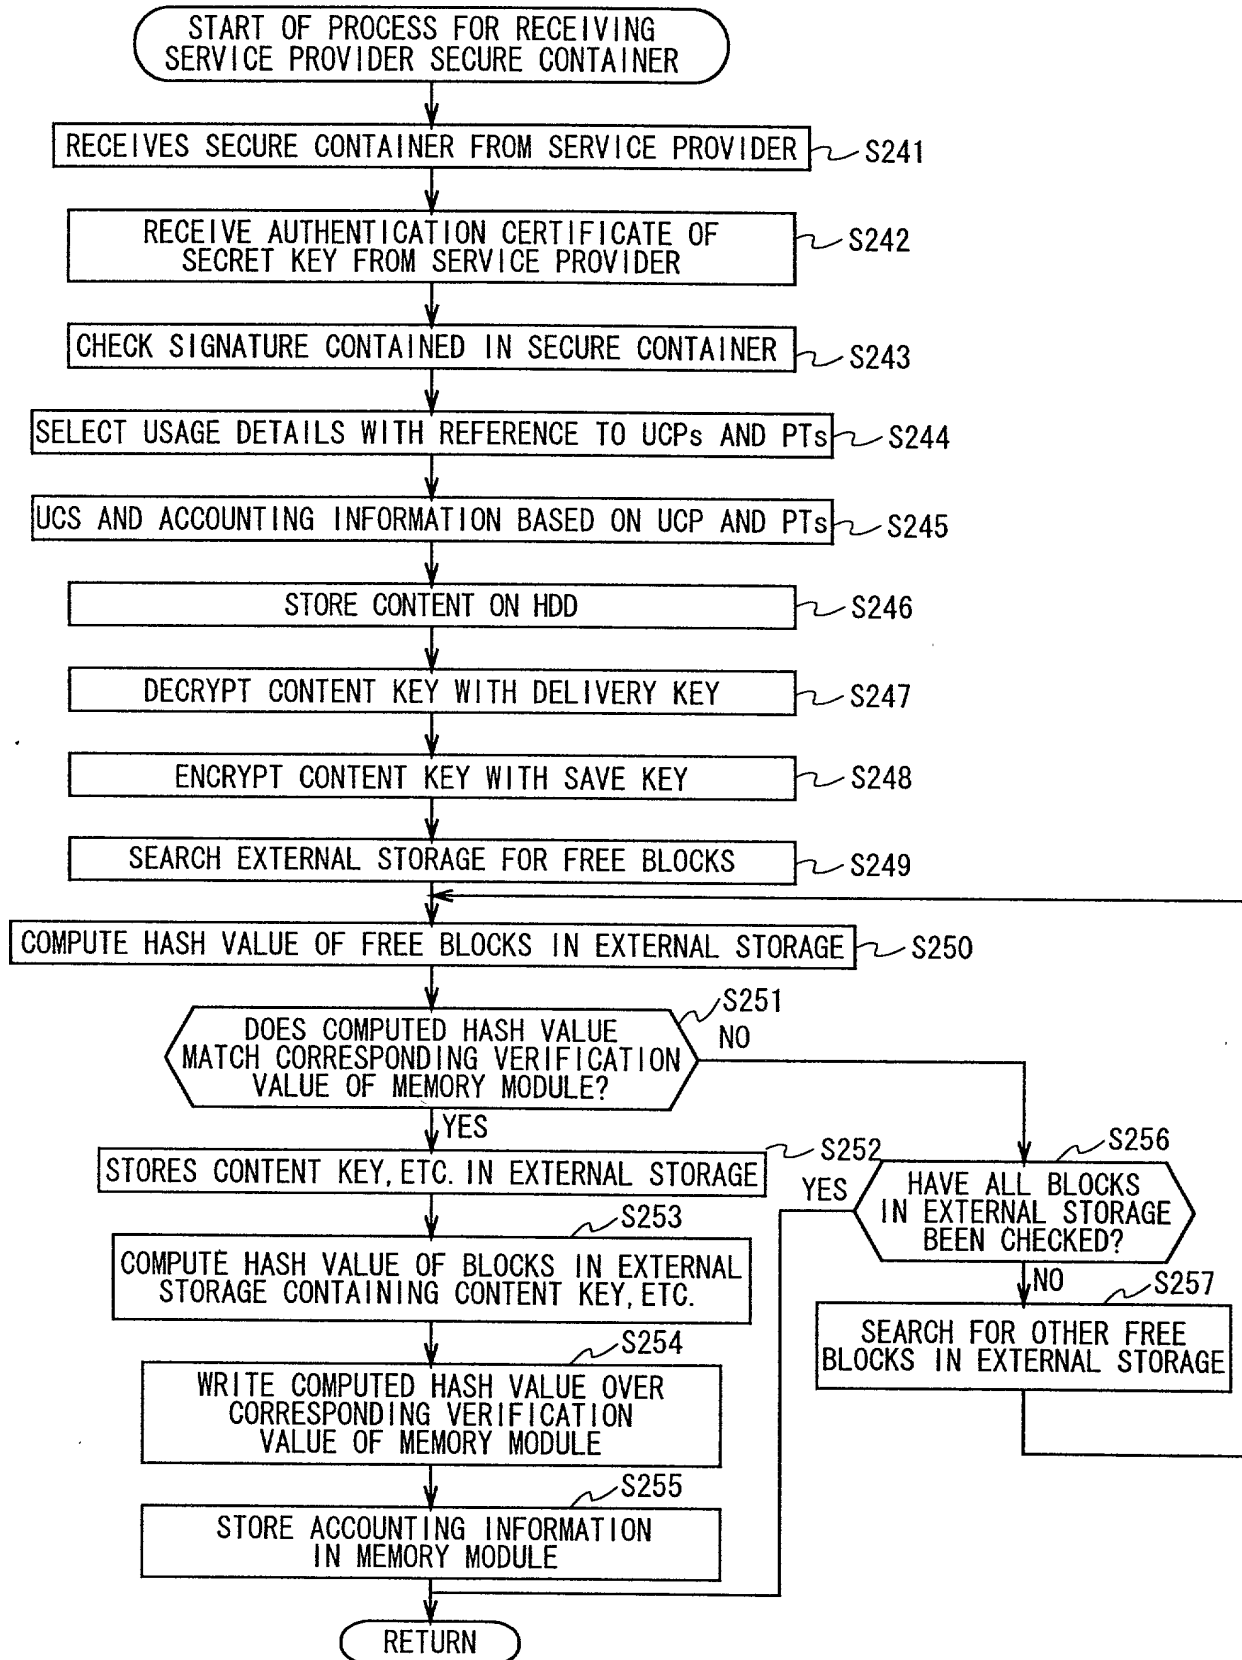 START OF PROCESS FOR RECEIVING
SERVICE PROVIDER SECURE CONTAINER
RECEIVES SECURE CONTAINER FROM SERVICE PROVIDER
S241
RECEIVE AUTHENTICATION CERTIFICATE OF
SECRET KEY FROM SERVICE PROVIDER
S242
CHECK SIGNATURE CONTAINED IN SECURE CONTAINER
S243
SELECT USAGE DETAILS WITH REFERENCE TO UCPs AND PTs
S244
UCS AND ACCOUNTING INFORMATION BASED ON UCP AND PTs
S245
STORE CONTENT ON HDD
S246
DECRYPT CONTENT KEY WITH DELIVERY KEY
S247
ENCRYPT CONTENT KEY WITH SAVE KEY
S248
SEARCH EXTERNAL STORAGE FOR FREE BLOCKS
S249
COMPUTE HASH VALUE OF FREE BLOCKS IN EXTERNAL STORAGE
S250
S251
DOES COMPUTED HASH VALUE
MATCH CORRESPONDING VERIFICATION
VALUE OF MEMORY MODULE?
NO
YES
S252
STORES CONTENT KEY, ETC. IN EXTERNAL STORAGE
S256
YES
HAVE ALL BLOCKS
IN EXTERNAL STORAGE
BEEN CHECKED?
NO
S253
COMPUTE HASH VALUE OF BLOCKS IN EXTERNAL
STORAGE CONTAINING CONTENT KEY, ETC.
S257
SEARCH FOR OTHER FREE
BLOCKS IN EXTERNAL STORAGE
S254
WRITE COMPUTED HASH VALUE OVER
CORRESPONDING VERIFICATION
VALUE OF MEMORY MODULE
S255
STORE ACCOUNTING INFORMATION
IN MEMORY MODULE
RETURN